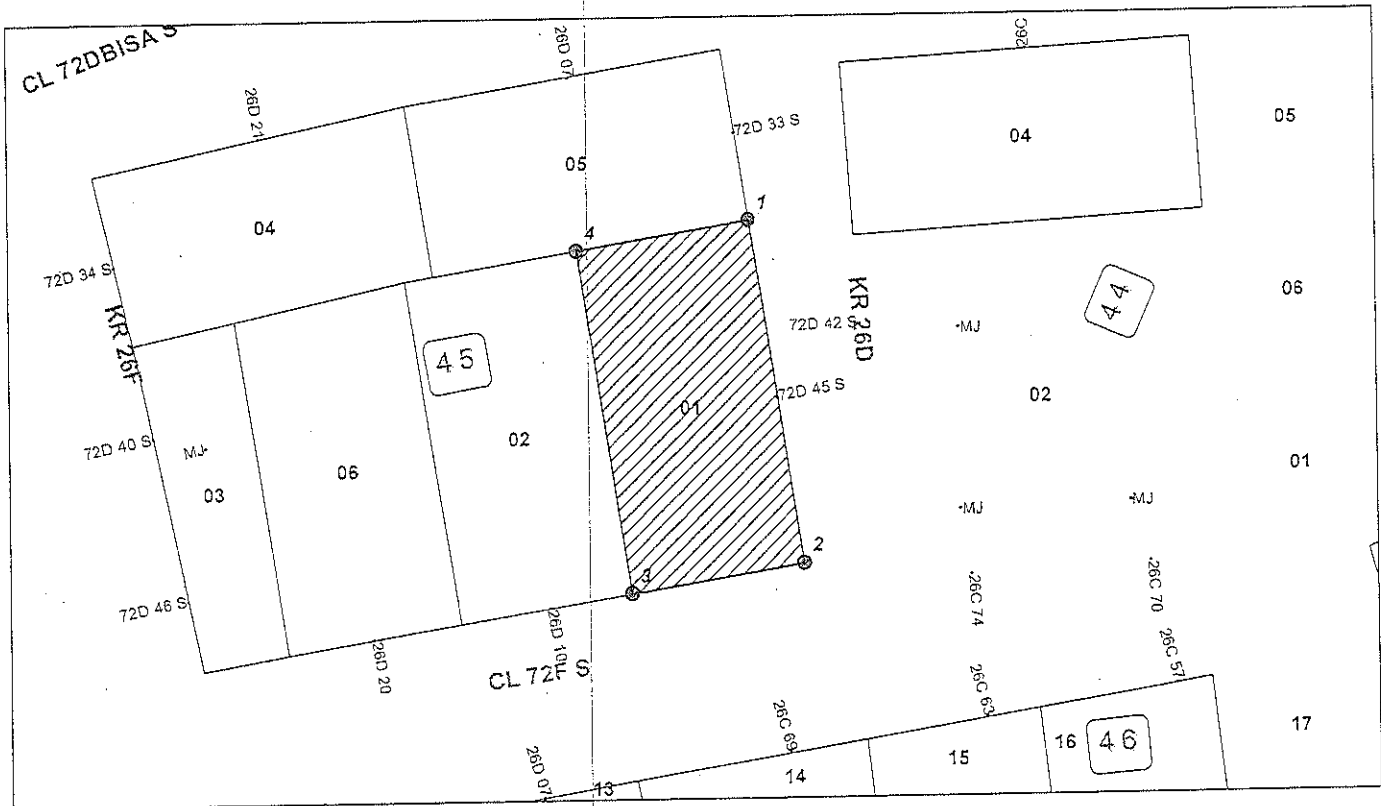 CL 72DBISA S
26D 07
26D 21
72D 33 S
04
05
05
1
4
04
72D 34 S
KR 26F
45
72D 42 S
KR 26D
MJ
44
06
72D 45 S
01
02
02
72D 40 S
MJ
03
06
01
MJ
MJ
2
3
72D 46 S
26D 20
26D 10
CL 72F S
26C 74
26C 70
26C 57
26C 63
26C 69
26D 07
13
14
15
16
46
17